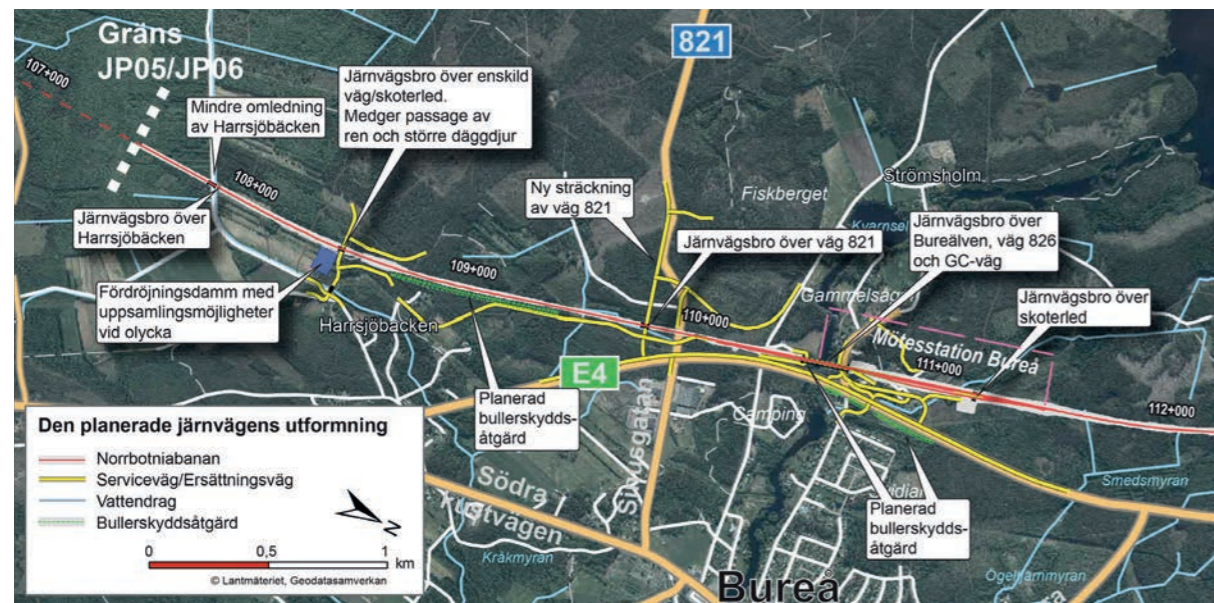 Gräns
JP05/JP06
107+000
Mindre omledning
av Harrsjöbäcken
Järnvägsbro över enskild
väg/skoterled.
Medger passage av
ren och större däggdjur
821
108+000
Järnvägsbro över
Harrsjöbäcken
Ny sträckning
av väg 821
Fiskberget
Strömsholm
Järnvägsbro över väg 821
Järnvägsbro över
Bureälven, väg 826
och GC-väg
Kvarnsel
Fördröjningsdamm med
uppsamlingsmöjligheter
vid olycka
Harrsjöbäcken
109+000
110+000
Gammelsågen
Järnvägsbro över
skoterled
Mötesstation Bureå
111+000
112+000
E4
Planerad
bullerskydds-
åtgärd
Camping
Södra
Planerad
bullerskydds-
åtgärd
Smedsmyran
Kråkmyran
Bureå
Den planerade järnvägens utformning
Norrbotniabanan
Serviceväg/Ersättningsväg
Vattendrag
Bullerskyddsåtgärd
N
0 0,5 1
km
© Lantmäteriet, Geodatasamverkan